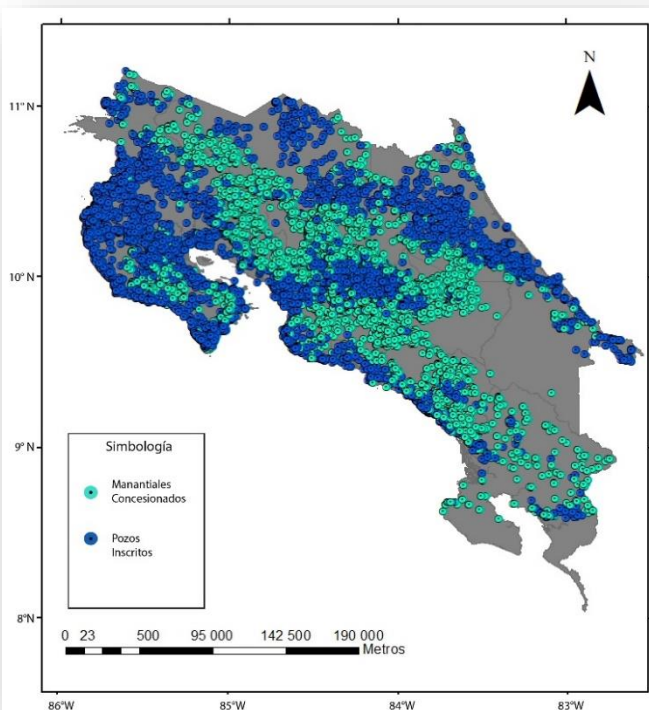 N
11°N
10°N
9°N
8°N
Simbología
Manantiales
Concesionados
Pozos
Inscritos
0 23 500 95 000 142 500 190 000
Metros
86°W 85°W 84°W 83°W